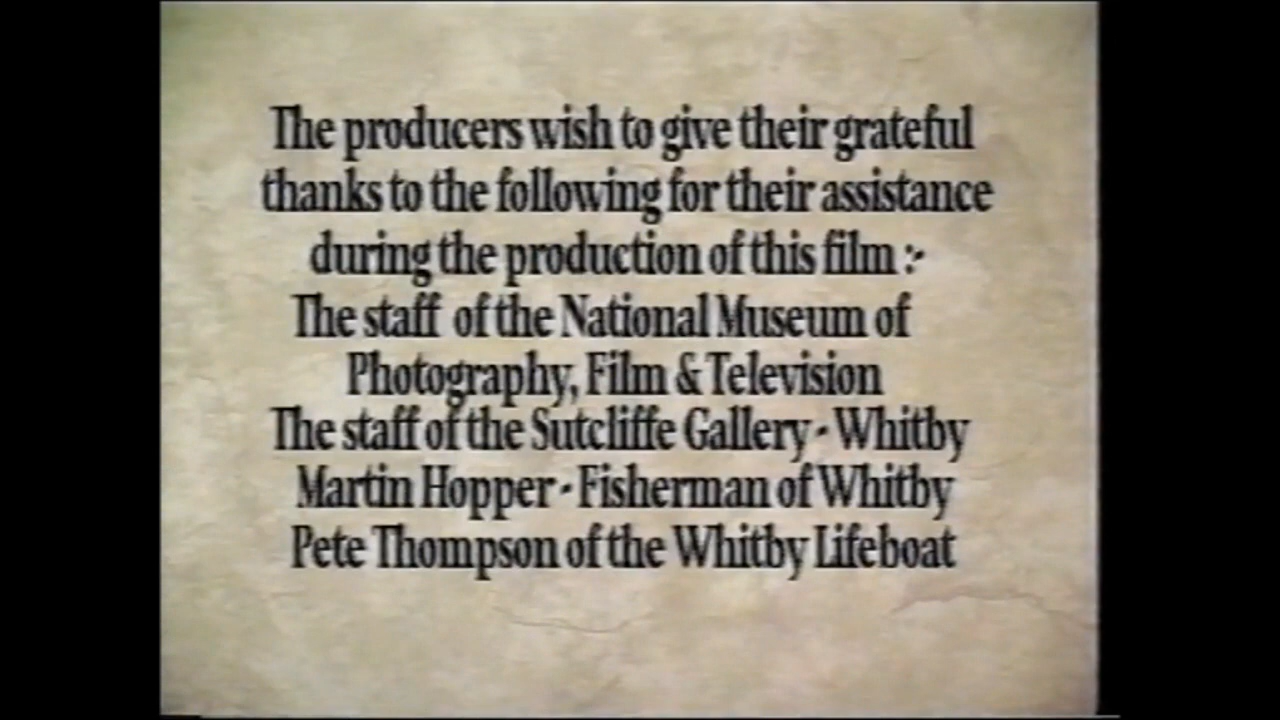 The producers wish to give their grateful
thanks to the following for their assistance
during the production of this film :-
The staff of the National Museum of
Photography, Film & Television
The staff of the Sutcliffe Gallery - Whitby
Martin Hopper - Fisherman of Whitby
Pete Thompson of the Whitby Lifeboat